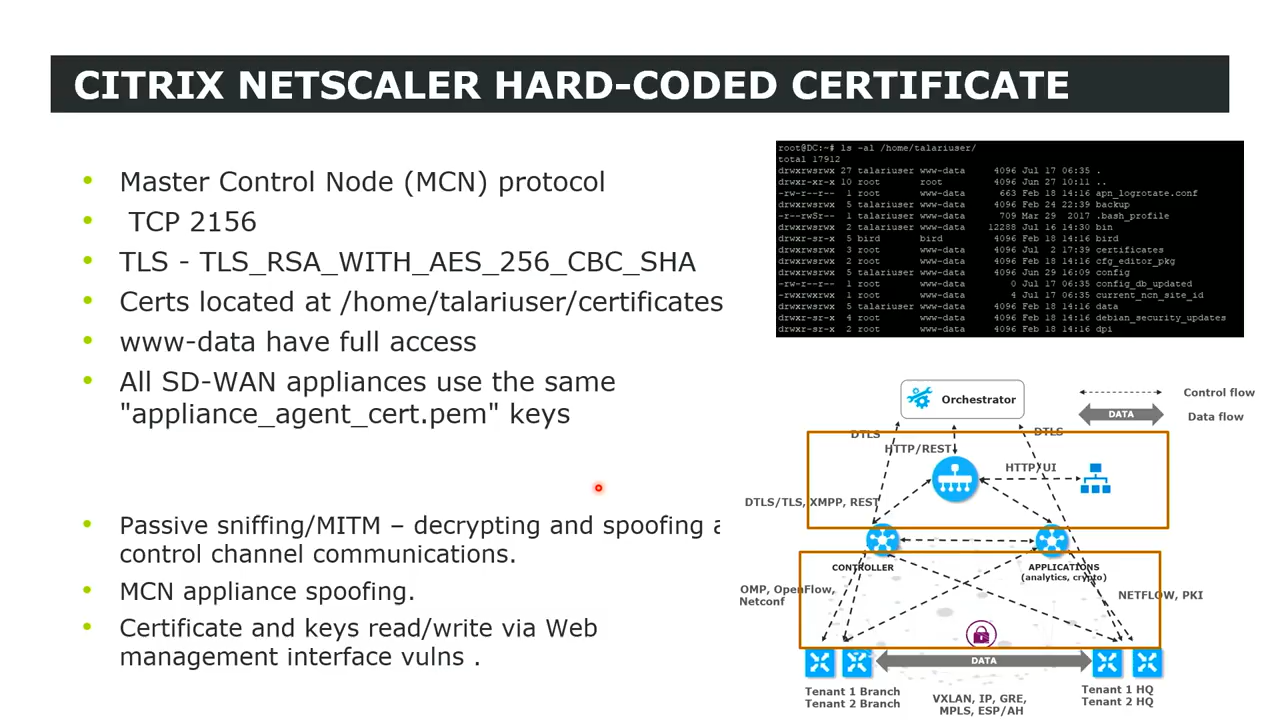 CITRIX NETSCALER HARD-CODED CERTIFICATE
• Master Control Node (MCN) protocol
• TCP 2156
• TLS - TLS_RSA_WITH_AES_256_CBC_SHA
• Certs located at /home/talariuser/certificates
• www-data have full access
• All SD-WAN appliances use the same
"appliance_agent_cert.pem" keys
• Passive sniffing/MITM – decrypting and spoofing a
control channel communications.
• MCN appliance spoofing.
• Certificate and keys read/write via Web
management interface vulns .
root@DC:~# ls -al /home/talariuser/
total 17912
drwxrwsrwx 27 talariuser www-data 4096 Jul 17 06:35 .
drwxr-xr-x 10 root root 4096 Jun 27 10:11 ..
-rw-r--r-- 1 root www-data 663 Feb 18 14:16 apn_logrotate.conf
drwxrwsrwx 5 talariuser www-data 4096 Feb 24 22:39 backup
-r--rwSr-- 1 talariuser www-data 709 Mar 29 2017 .bash_profile
drwxrwsrwx 2 talariuser www-data 12288 Jul 16 14:30 bin
drwxr-sr-x 5 bird bird 4096 Feb 18 14:16 bird
drwxrwsrwx 3 root www-data 4096 Jul 2 17:39 certificates
drwxrwsrwx 2 root www-data 4096 Feb 18 14:16 cfg_editor_pkg
drwxrwsrwx 5 talariuser www-data 4096 Jun 29 16:09 config
-rw-r--rw- 1 root www-data 0 Jul 17 06:35 config_db_updated
-rwxrwxrwx 1 root www-data 4 Jul 17 06:35 current_ncn_site_id
drwxrwsrwx 5 talariuser www-data 4096 Feb 18 14:16 data
drwxr-sr-x 4 root www-data 4096 Feb 18 14:16 debian_security_updates
drwxr-sr-x 2 root www-data 4096 Feb 18 14:16 dpi
Orchestrator
Control flow
DATA
Data flow
DTLS
DTLS
HTTP/REST
HTTP/UI
DTLS/TLS, XMPP, REST
CONTROLLER
APPLICATIONS
(analytics, crypto)
OMP, OpenFlow,
Netconf
NETFLOW, PKI
DATA
Tenant 1 Branch
Tenant 2 Branch
VXLAN, IP, GRE,
MPLS, ESP/AH
Tenant 1 HQ
Tenant 2 HQ